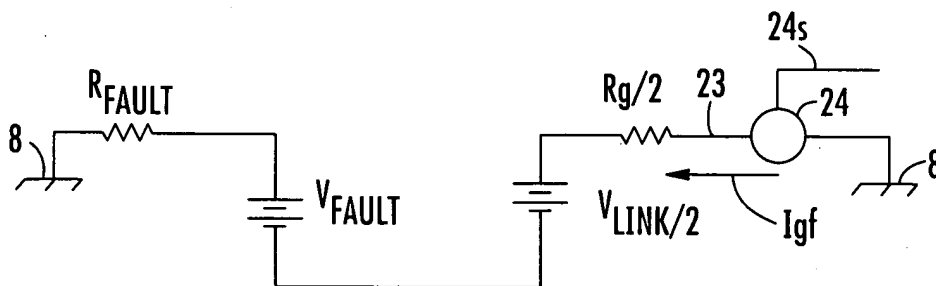 24s
R_FAULT
Rg/2
23
24
8
8
V_FAULT
V_LINK/2
Igf